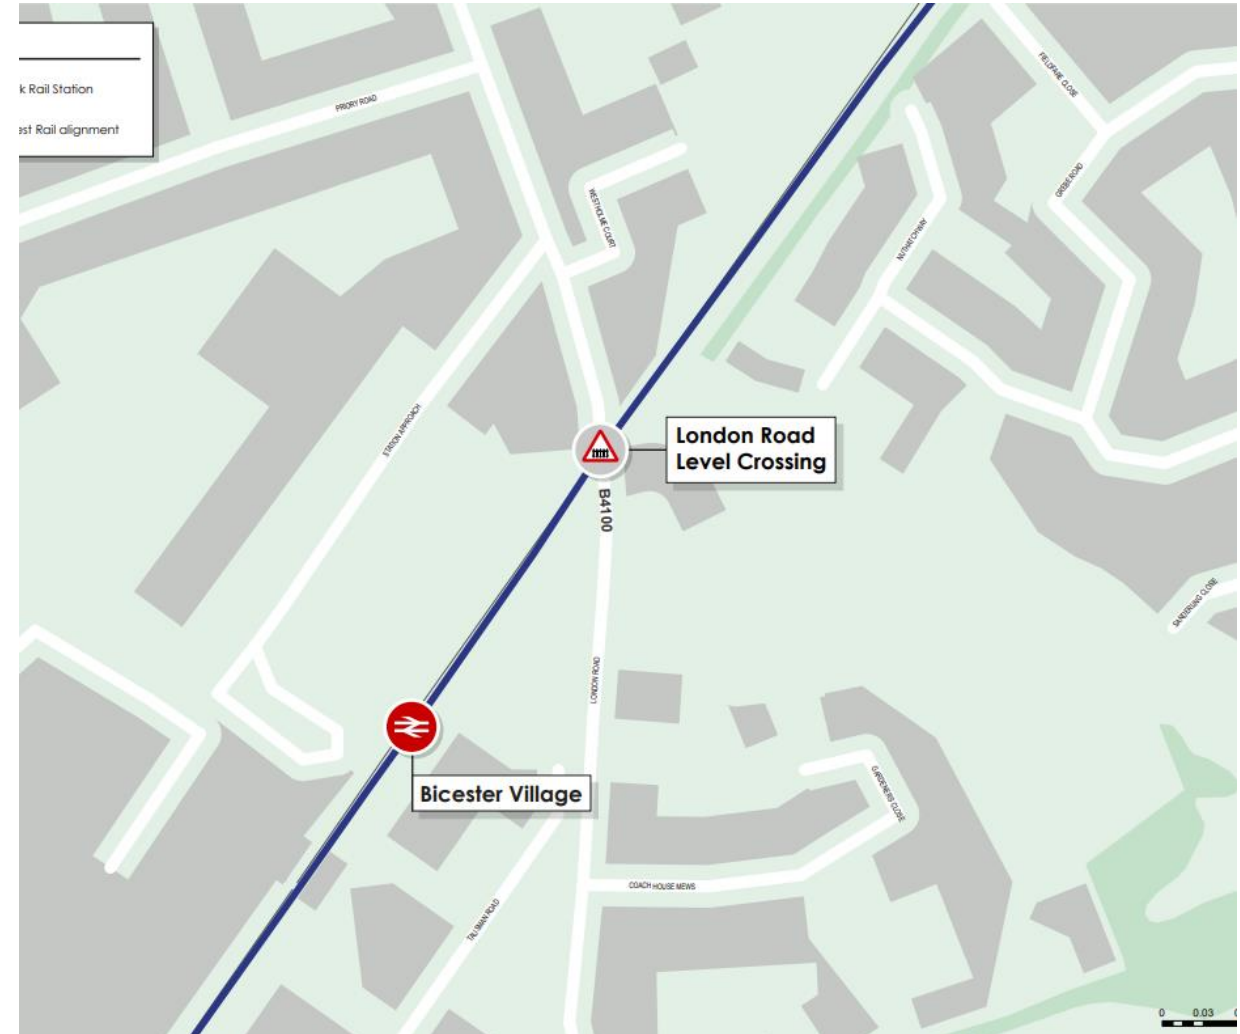 k Rail Station
est Rail alignment
PRIORY ROAD
FIELDFARE CLOSE
GREBE ROAD
WESTHOLME COURT
NUTHATCH WAY
STATION APPROACH
London Road
Level Crossing
B4100
SANDERLING CLOSE
LONDON ROAD
Bicester Village
GARDENERS CLOSE
COACH HOUSE MEWS
TALISMAN ROAD
0 0.03